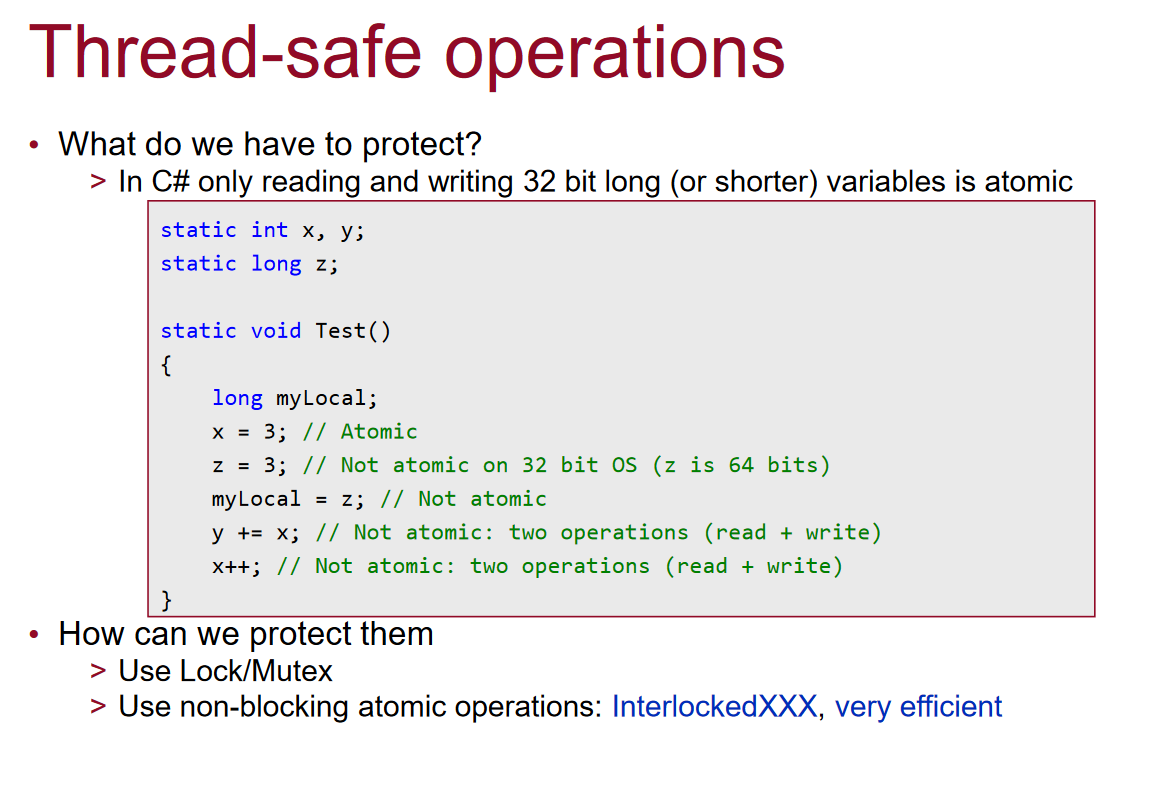 Thread-safe operations
• What do we have to protect?
> In C# only reading and writing 32 bit long (or shorter) variables is atomic
static int x, y;
static long z;
static void Test()
{
    long myLocal;
    x = 3; // Atomic
    z = 3; // Not atomic on 32 bit OS (z is 64 bits)
    myLocal = z; // Not atomic
    y += x; // Not atomic: two operations (read + write)
    x++; // Not atomic: two operations (read + write)
}
• How can we protect them
> Use Lock/Mutex
> Use non-blocking atomic operations: InterlockedXXX, very efficient